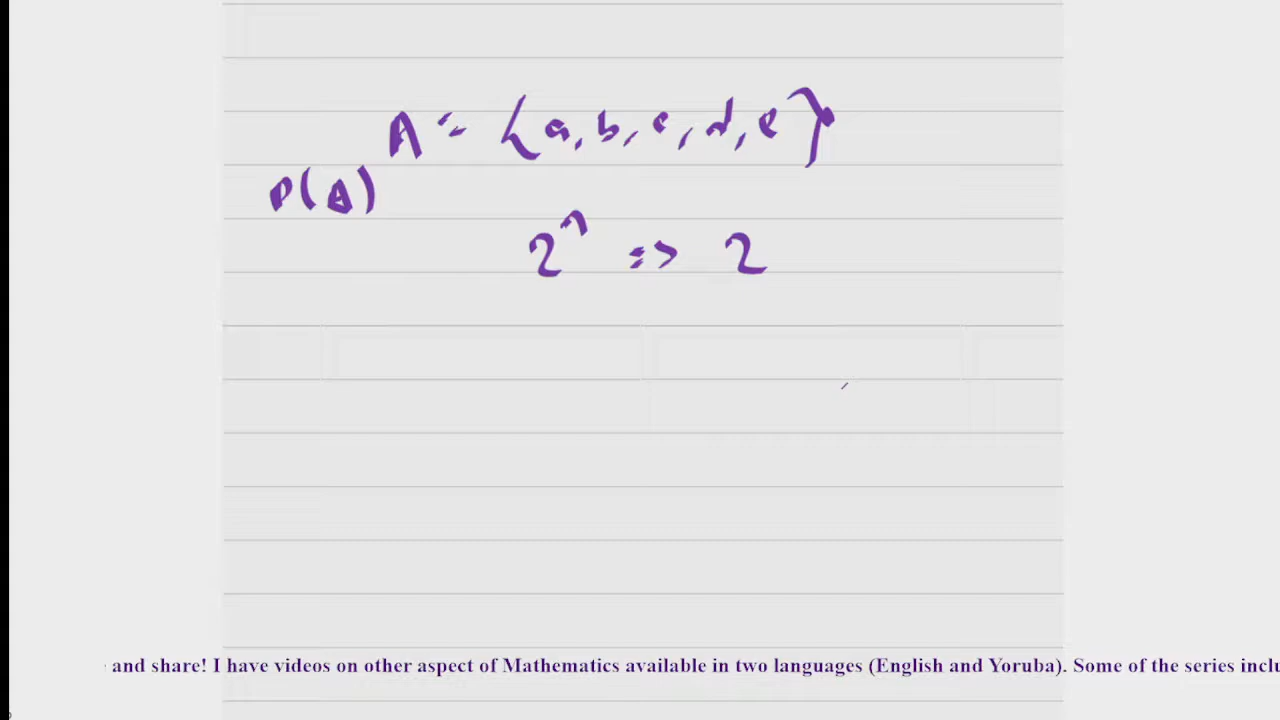 A = {a, b, c, d, e}
P(A)
2^n => 2
and share! I have videos on other aspect of Mathematics available in two languages (English and Yoruba). Some of the series inclu